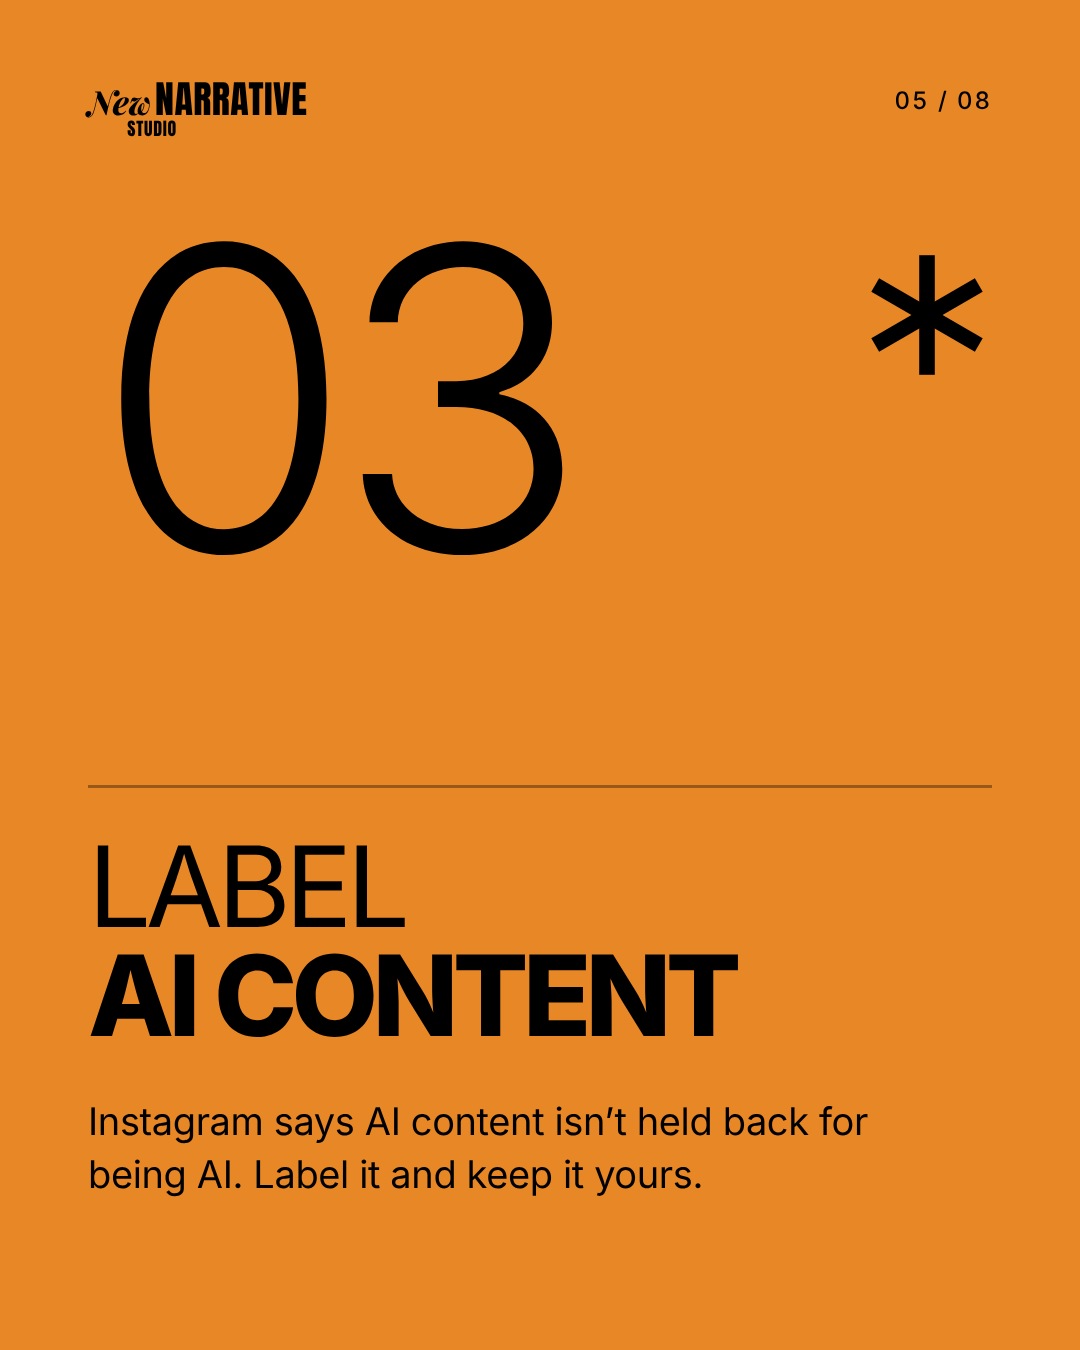 New NARRATIVE
STUDIO
05 / 08
03
*
LABEL
AI CONTENT
Instagram says AI content isn’t held back for
being AI. Label it and keep it yours.